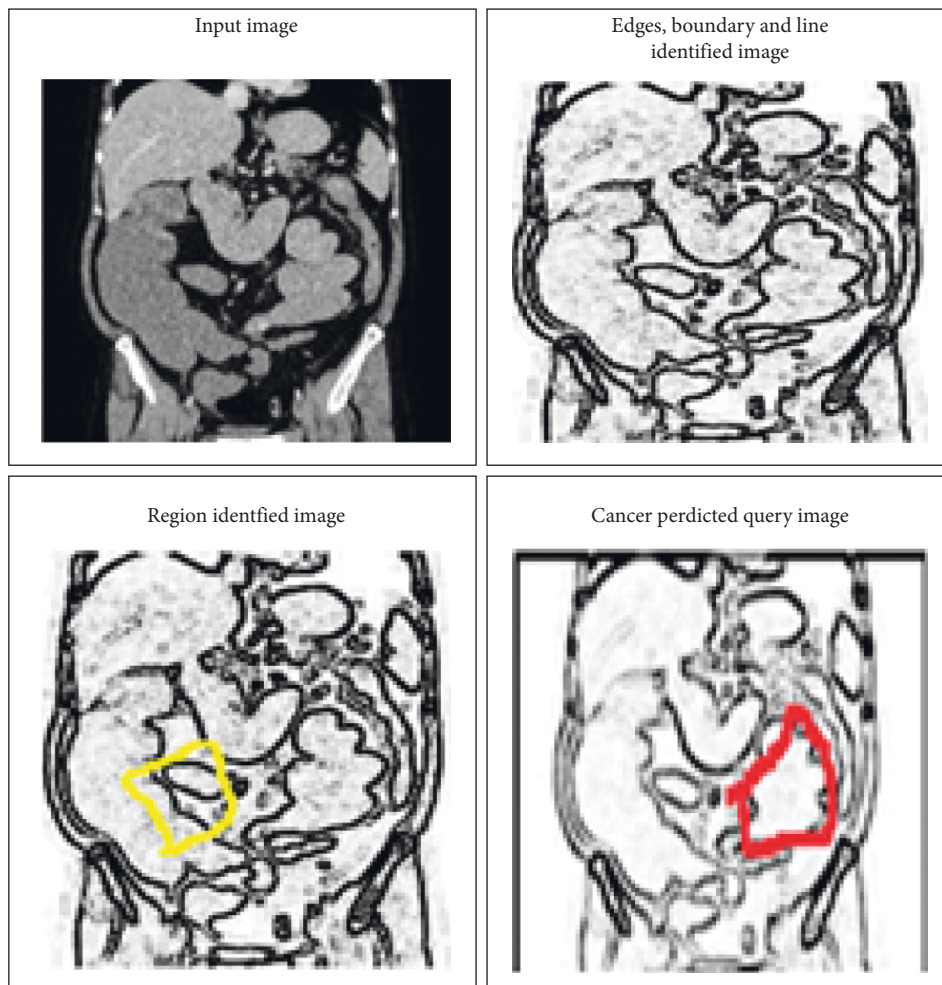 Input image
Edges, boundary and line
identified image
Region identfied image
Cancer perdicted query image